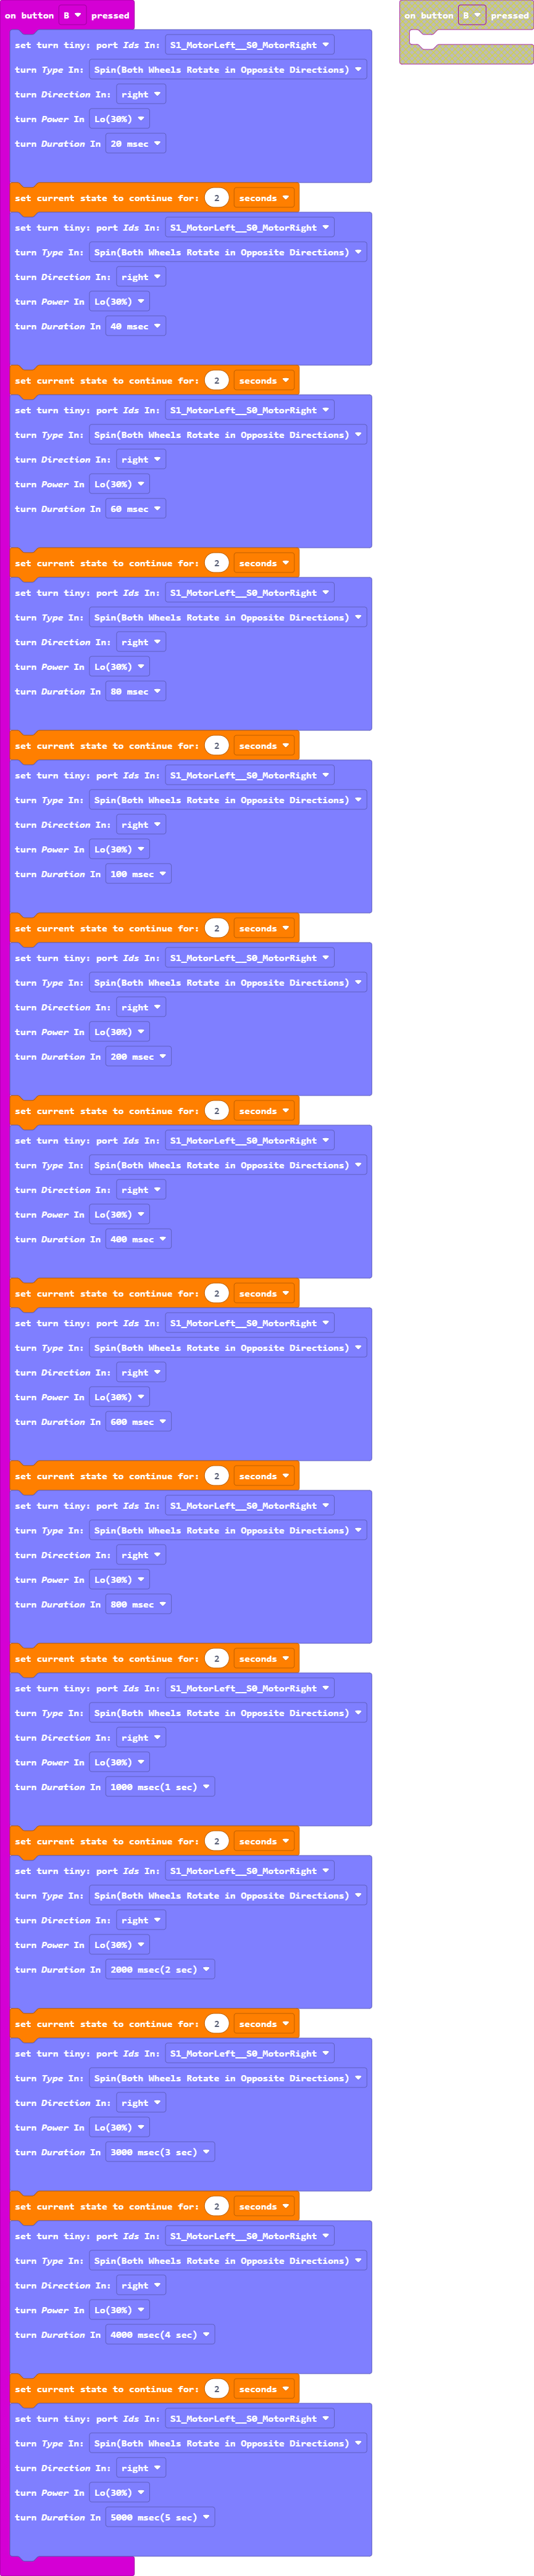 on button B pressed
on button B pressed
set turn tiny: port Ids In: S1_MotorLeft__S0_MotorRight
turn Type In: Spin(Both Wheels Rotate in Opposite Directions)
turn Direction In: right
turn Power In Lo(30%)
turn Duration In 20 msec
set current state to continue for: 2 seconds
set turn tiny: port Ids In: S1_MotorLeft__S0_MotorRight
turn Type In: Spin(Both Wheels Rotate in Opposite Directions)
turn Direction In: right
turn Power In Lo(30%)
turn Duration In 40 msec
set current state to continue for: 2 seconds
set turn tiny: port Ids In: S1_MotorLeft__S0_MotorRight
turn Type In: Spin(Both Wheels Rotate in Opposite Directions)
turn Direction In: right
turn Power In Lo(30%)
turn Duration In 60 msec
set current state to continue for: 2 seconds
set turn tiny: port Ids In: S1_MotorLeft__S0_MotorRight
turn Type In: Spin(Both Wheels Rotate in Opposite Directions)
turn Direction In: right
turn Power In Lo(30%)
turn Duration In 80 msec
set current state to continue for: 2 seconds
set turn tiny: port Ids In: S1_MotorLeft__S0_MotorRight
turn Type In: Spin(Both Wheels Rotate in Opposite Directions)
turn Direction In: right
turn Power In Lo(30%)
turn Duration In 100 msec
set current state to continue for: 2 seconds
set turn tiny: port Ids In: S1_MotorLeft__S0_MotorRight
turn Type In: Spin(Both Wheels Rotate in Opposite Directions)
turn Direction In: right
turn Power In Lo(30%)
turn Duration In 200 msec
set current state to continue for: 2 seconds
set turn tiny: port Ids In: S1_MotorLeft__S0_MotorRight
turn Type In: Spin(Both Wheels Rotate in Opposite Directions)
turn Direction In: right
turn Power In Lo(30%)
turn Duration In 400 msec
set current state to continue for: 2 seconds
set turn tiny: port Ids In: S1_MotorLeft__S0_MotorRight
turn Type In: Spin(Both Wheels Rotate in Opposite Directions)
turn Direction In: right
turn Power In Lo(30%)
turn Duration In 600 msec
set current state to continue for: 2 seconds
set turn tiny: port Ids In: S1_MotorLeft__S0_MotorRight
turn Type In: Spin(Both Wheels Rotate in Opposite Directions)
turn Direction In: right
turn Power In Lo(30%)
turn Duration In 800 msec
set current state to continue for: 2 seconds
set turn tiny: port Ids In: S1_MotorLeft__S0_MotorRight
turn Type In: Spin(Both Wheels Rotate in Opposite Directions)
turn Direction In: right
turn Power In Lo(30%)
turn Duration In 1000 msec(1 sec)
set current state to continue for: 2 seconds
set turn tiny: port Ids In: S1_MotorLeft__S0_MotorRight
turn Type In: Spin(Both Wheels Rotate in Opposite Directions)
turn Direction In: right
turn Power In Lo(30%)
turn Duration In 2000 msec(2 sec)
set current state to continue for: 2 seconds
set turn tiny: port Ids In: S1_MotorLeft__S0_MotorRight
turn Type In: Spin(Both Wheels Rotate in Opposite Directions)
turn Direction In: right
turn Power In Lo(30%)
turn Duration In 3000 msec(3 sec)
set current state to continue for: 2 seconds
set turn tiny: port Ids In: S1_MotorLeft__S0_MotorRight
turn Type In: Spin(Both Wheels Rotate in Opposite Directions)
turn Direction In: right
turn Power In Lo(30%)
turn Duration In 4000 msec(4 sec)
set current state to continue for: 2 seconds
set turn tiny: port Ids In: S1_MotorLeft__S0_MotorRight
turn Type In: Spin(Both Wheels Rotate in Opposite Directions)
turn Direction In: right
turn Power In Lo(30%)
turn Duration In 5000 msec(5 sec)